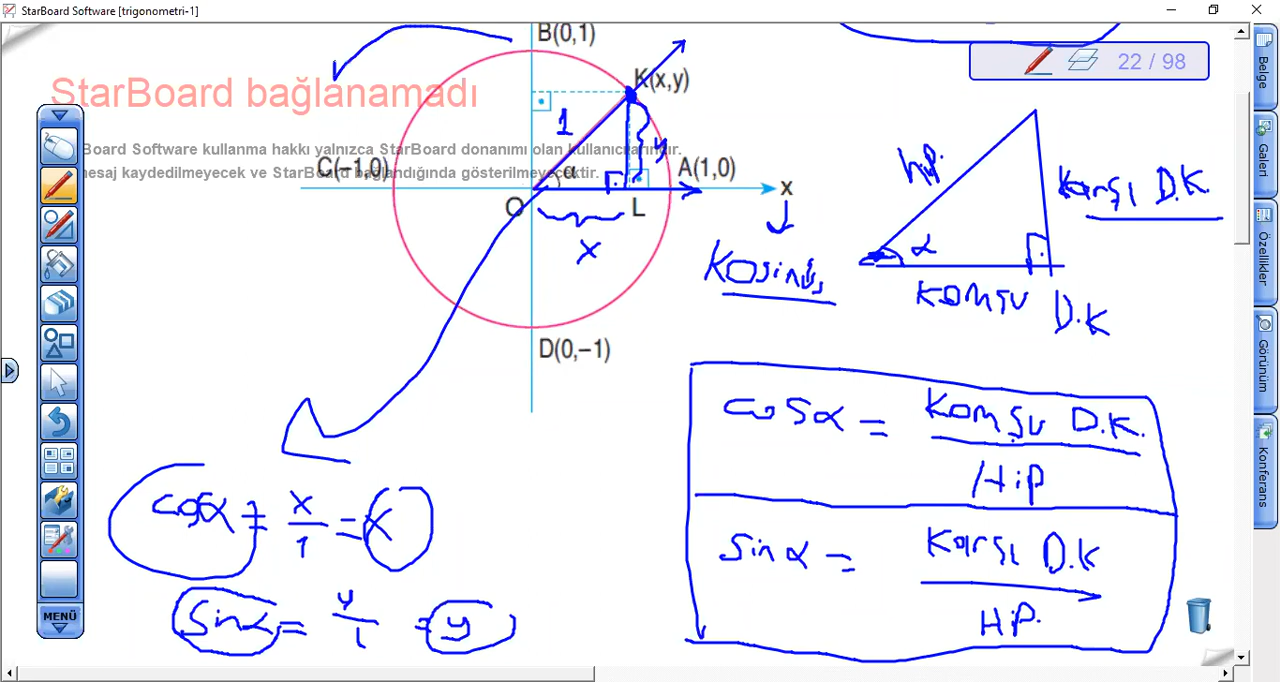 StarBoard Software [trigonometri-1]
22 / 98
StarBoard bağlanamadı
Board Software kullanma hakkı yalnızca StarBoard donanımı olan kullanıcılarındır.
mesaj kaydedilmeyecek ve StarBoard bağlandığında gösterilmeyecektir.
B(0,1)
K(x,y)
1
y
C(−1,0)
α
A(1,0)
x
O
L
x
Kosinüs
D(0,−1)
hip.
Karşı D.K.
α
Komşu D.K
cosα = Komşu D.K.
Hip
sinα = Karşı D.K
Hip.
cosα = x/1 = x
sinα = y/1 = y
MENÜ
Belge
Galeri
Özellikler
Görünüm
Konferans